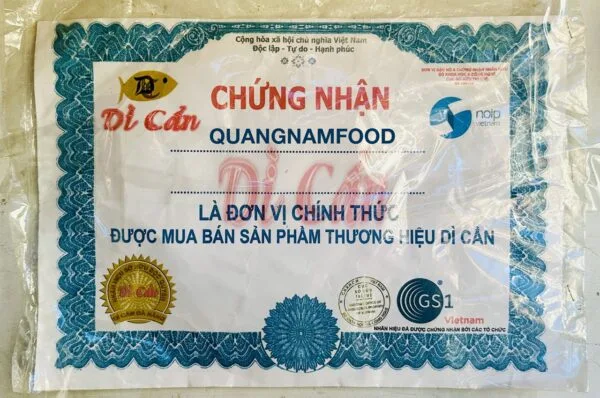 Cộng hòa xã hội chủ nghĩa Việt Nam
Độc lập - Tự do - Hạnh phúc
Dì Cẩn
CHỨNG NHẬN
noip
vietnam
QUANGNAMFOOD
Dì Cẩn
LÀ ĐƠN VỊ CHÍNH THỨC
ĐƯỢC MUA BÁN SẢN PHẨM THƯƠNG HIỆU DÌ CẨN
Dì Cẩn
GS1
Vietnam
NHÃN HIỆU ĐÃ ĐƯỢC CHỨNG NHẬN BỞI CÁC TỔ CHỨC